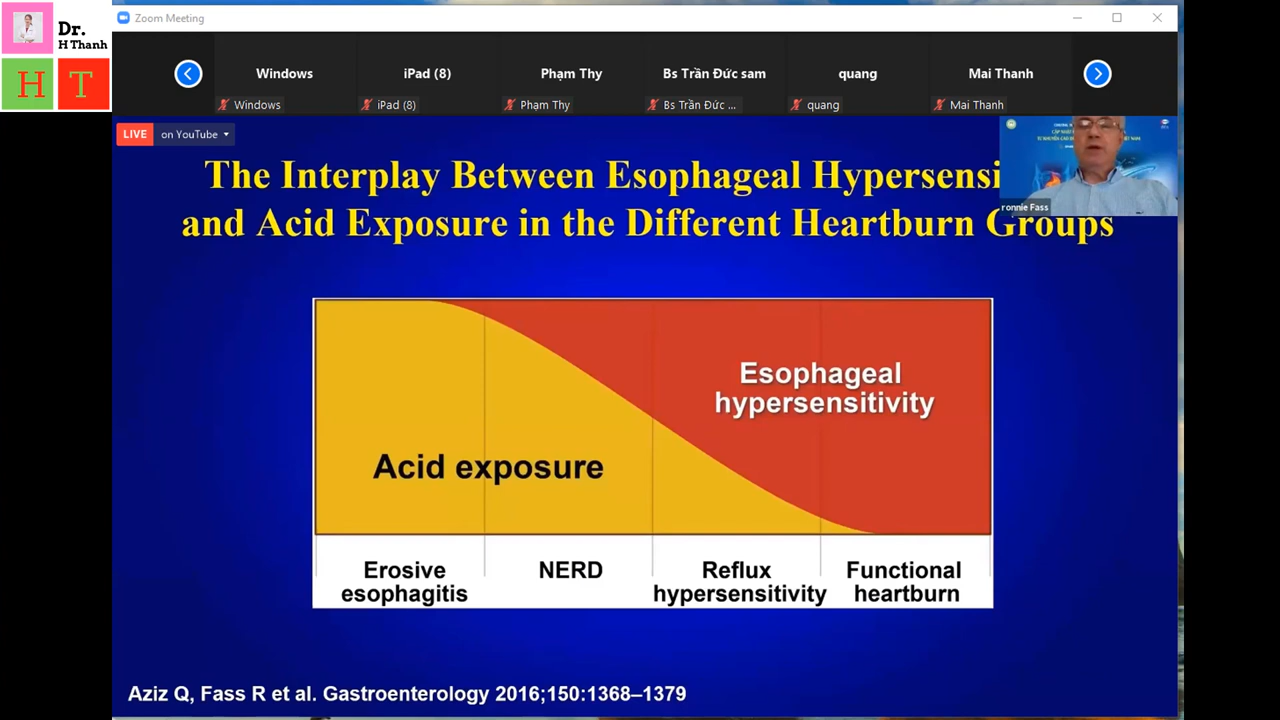 Dr.
H Thanh
H T
Zoom Meeting
Windows
iPad (8)
Phạm Thy
Bs Trần Đức sam
quang
Mai Thanh
Windows
iPad (8)
Phạm Thy
Bs Trần Đức ...
quang
Mai Thanh
LIVE on YouTube
ronnie Fass
The Interplay Between Esophageal Hypersensi
and Acid Exposure in the Different Heartburn Groups
Esophageal
hypersensitivity
Acid exposure
Erosive
esophagitis
NERD
Reflux
hypersensitivity
Functional
heartburn
Aziz Q, Fass R et al. Gastroenterology 2016;150:1368–1379